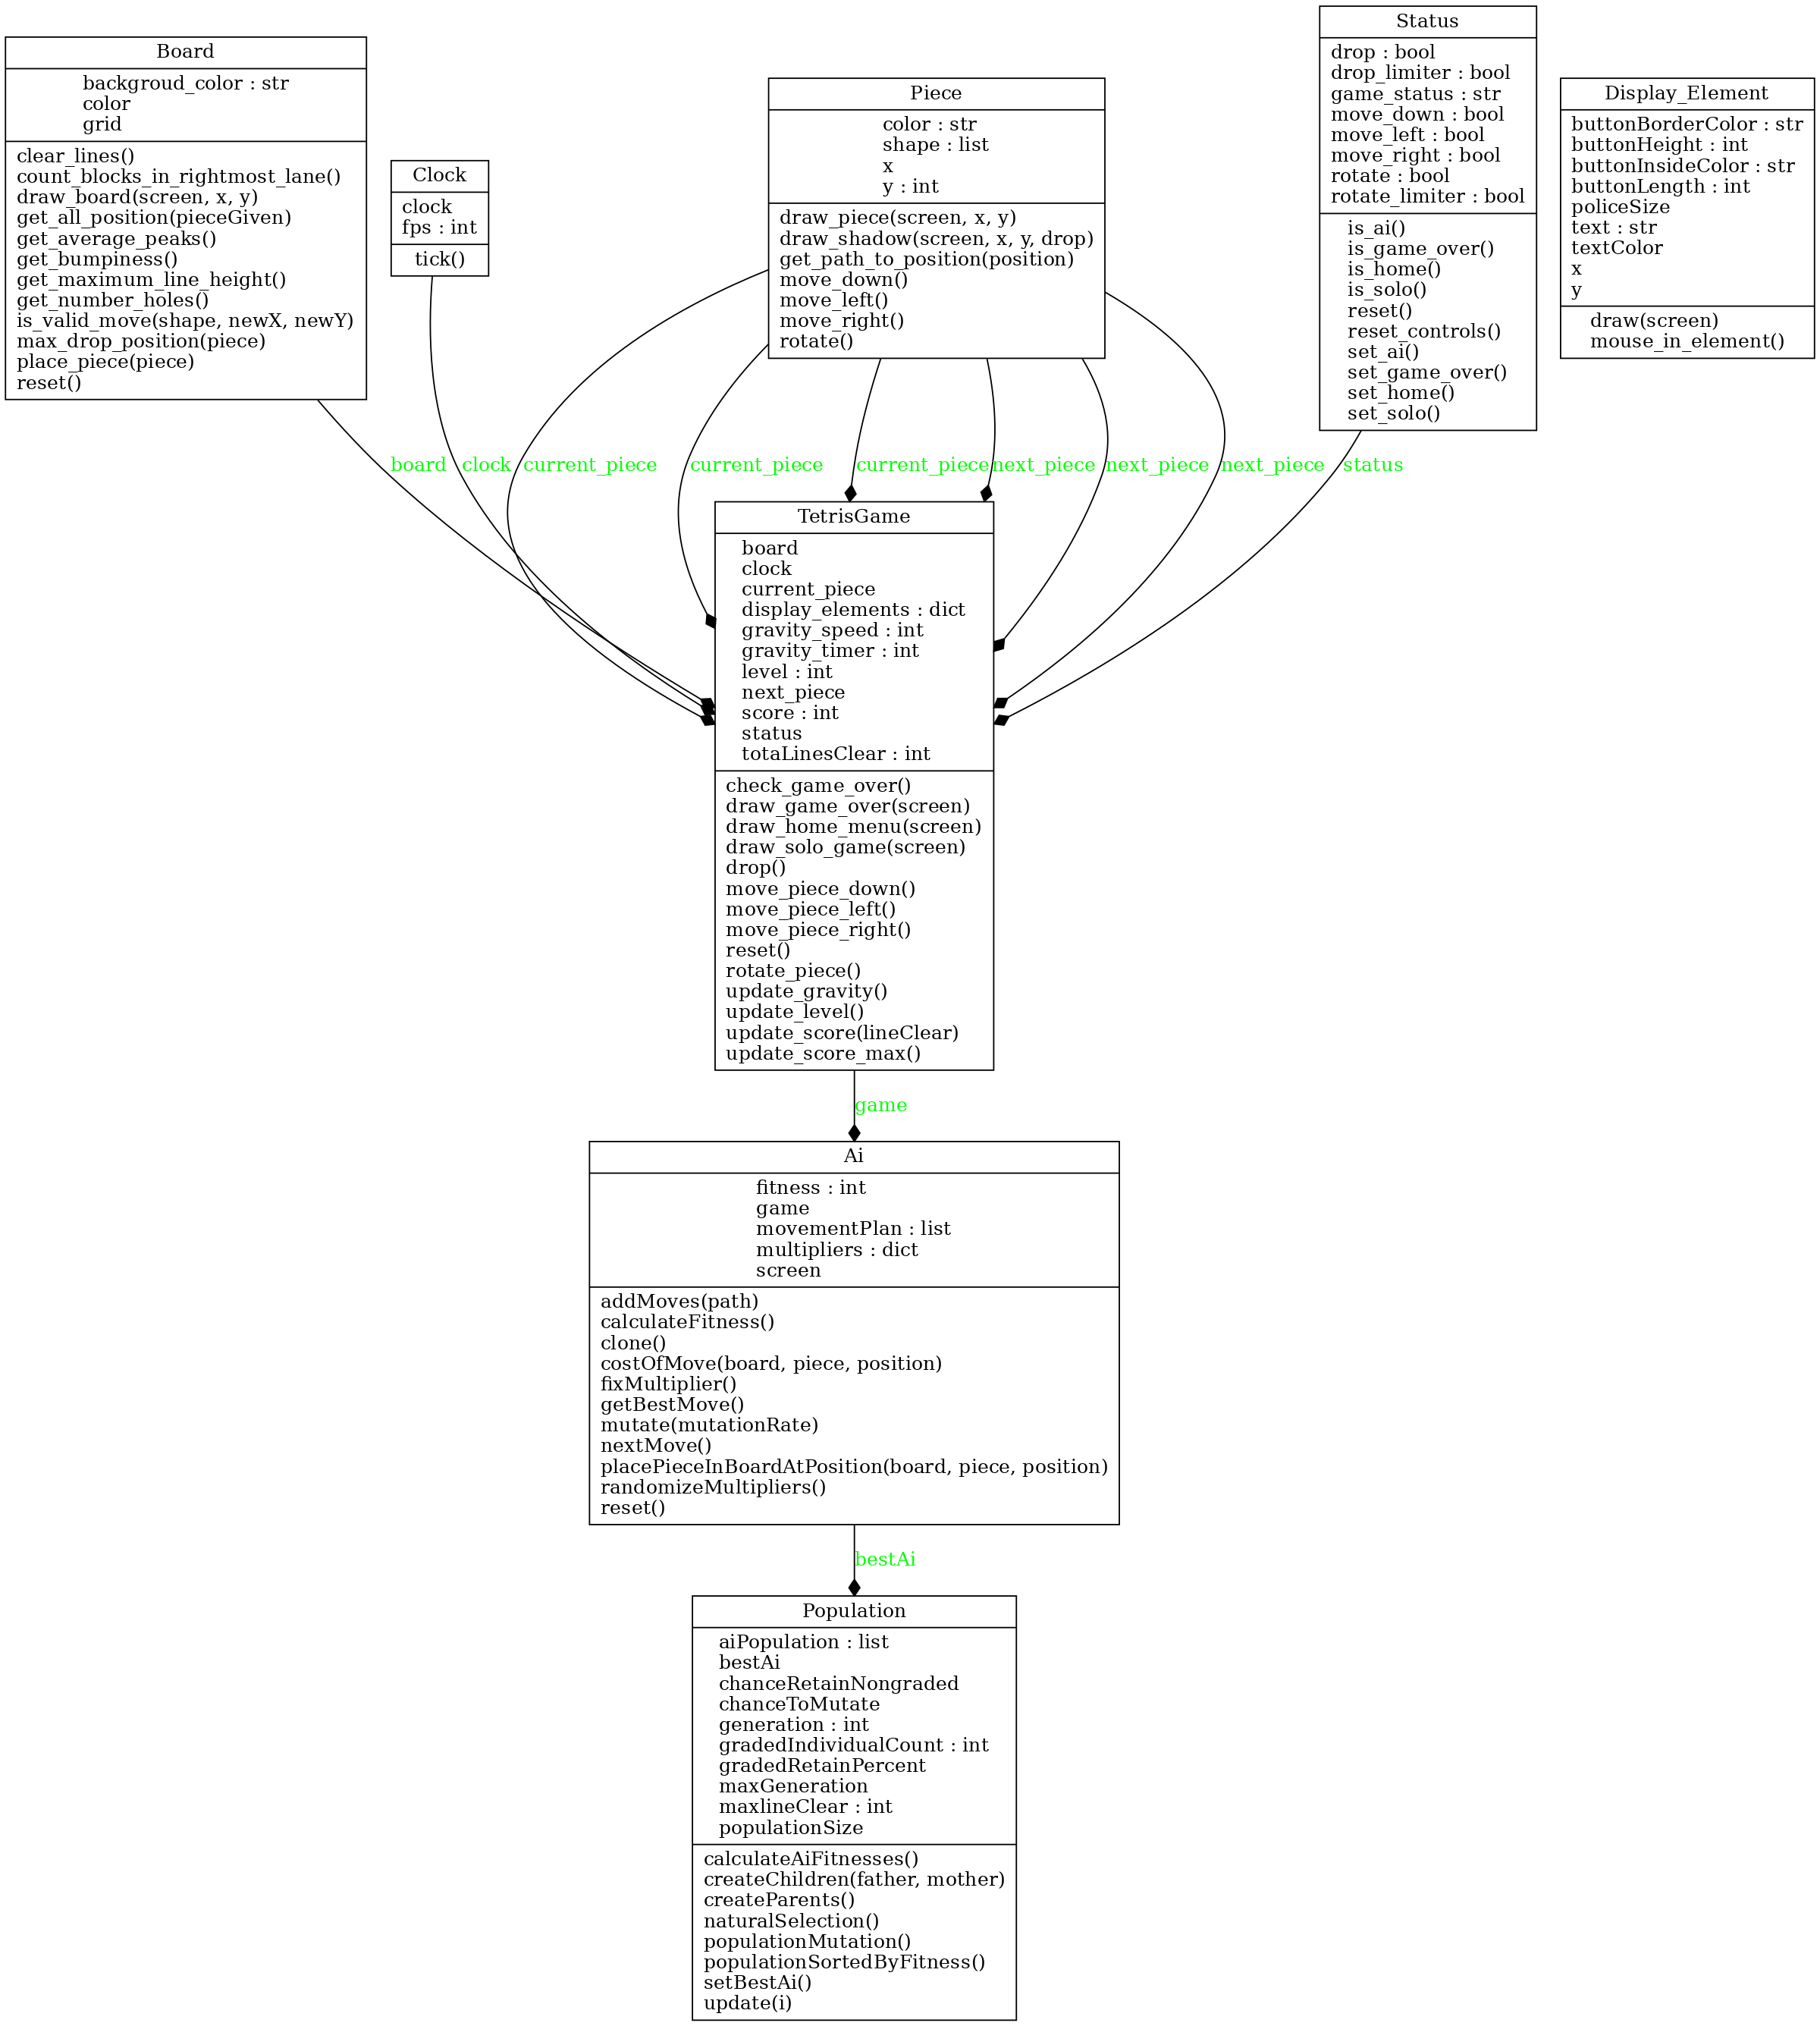 Board
backgroud_color : str
color
grid
clear_lines()
count_blocks_in_rightmost_lane()
draw_board(screen, x, y)
get_all_position(pieceGiven)
get_average_peaks()
get_bumpiness()
get_maximum_line_height()
get_number_holes()
is_valid_move(shape, newX, newY)
max_drop_position(piece)
place_piece(piece)
reset()
Clock
clock
fps : int
tick()
Piece
color : str
shape : list
x
y : int
draw_piece(screen, x, y)
draw_shadow(screen, x, y, drop)
get_path_to_position(position)
move_down()
move_left()
move_right()
rotate()
Status
drop : bool
drop_limiter : bool
game_status : str
move_down : bool
move_left : bool
move_right : bool
rotate : bool
rotate_limiter : bool
is_ai()
is_game_over()
is_home()
is_solo()
reset()
reset_controls()
set_ai()
set_game_over()
set_home()
set_solo()
Display_Element
buttonBorderColor : str
buttonHeight : int
buttonInsideColor : str
buttonLength : int
policeSize
text : str
textColor
x
y
draw(screen)
mouse_in_element()
board
clock
current_piece
current_piece
current_piece
next_piece
next_piece
next_piece
status
TetrisGame
board
clock
current_piece
display_elements : dict
gravity_speed : int
gravity_timer : int
level : int
next_piece
score : int
status
totaLinesClear : int
check_game_over()
draw_game_over(screen)
draw_home_menu(screen)
draw_solo_game(screen)
drop()
move_piece_down()
move_piece_left()
move_piece_right()
reset()
rotate_piece()
update_gravity()
update_level()
update_score(lineClear)
update_score_max()
game
Ai
fitness : int
game
movementPlan : list
multipliers : dict
screen
addMoves(path)
calculateFitness()
clone()
costOfMove(board, piece, position)
fixMultiplier()
getBestMove()
mutate(mutationRate)
nextMove()
placePieceInBoardAtPosition(board, piece, position)
randomizeMultipliers()
reset()
bestAi
Population
aiPopulation : list
bestAi
chanceRetainNongraded
chanceToMutate
generation : int
gradedIndividualCount : int
gradedRetainPercent
maxGeneration
maxlineClear : int
populationSize
calculateAiFitnesses()
createChildren(father, mother)
createParents()
naturalSelection()
populationMutation()
populationSortedByFitness()
setBestAi()
update(i)